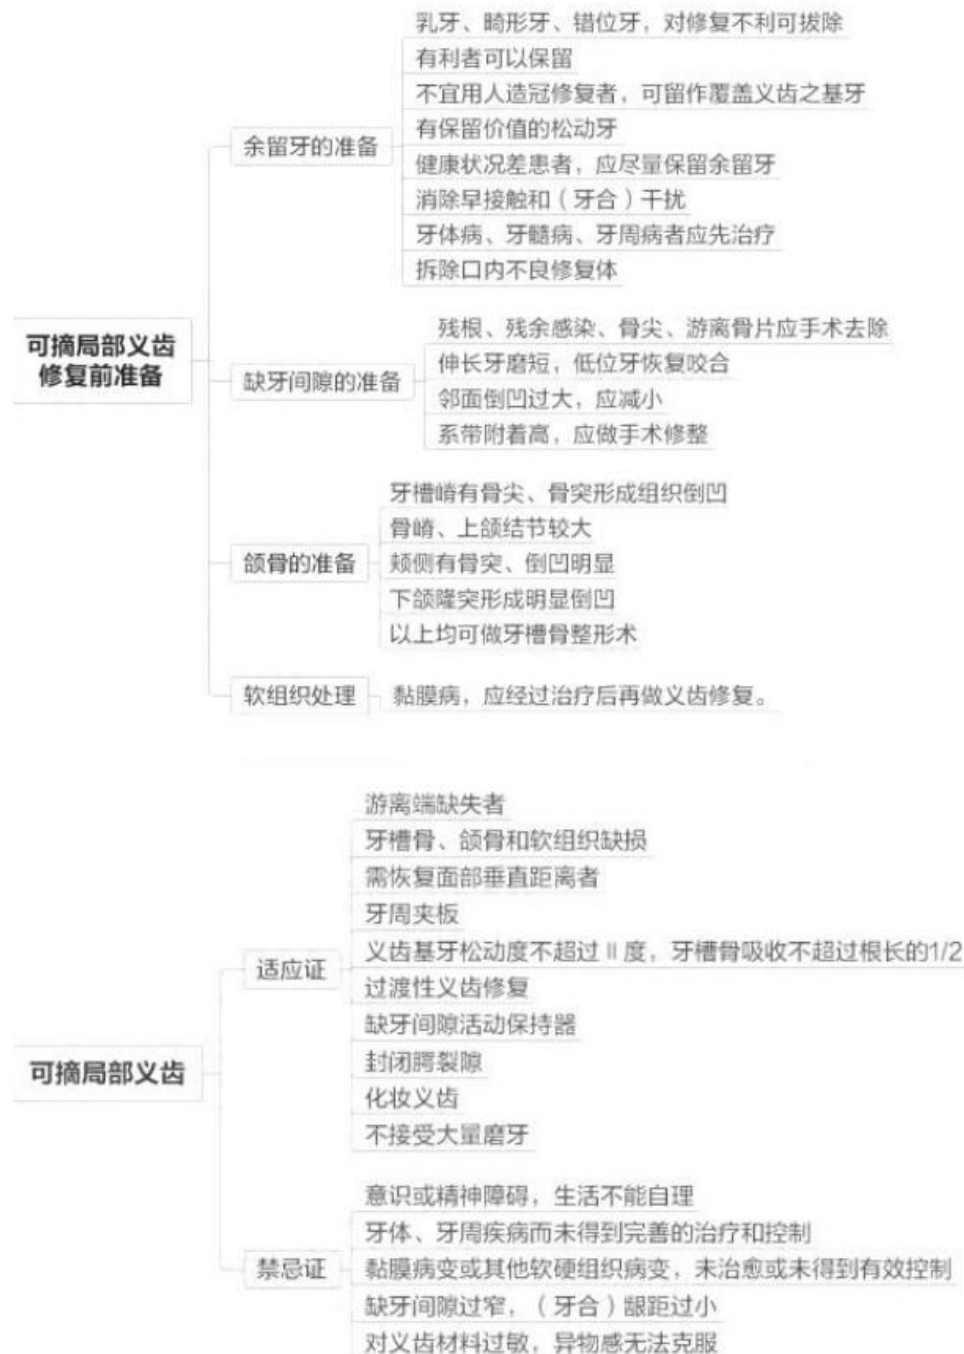 乳牙、畸形牙、错位牙，对修复不利可拔除
有利者可以保留
不宜用人造冠修复者，可留作覆盖义齿之基牙
余留牙的准备
有保留价值的松动牙
健康状况差患者，应尽量保留余留牙
消除早接触和（牙合）干扰
牙体病、牙髓病、牙周病者应先治疗
拆除口内不良修复体
可摘局部义齿
修复前准备
残根、残余感染、骨尖、游离骨片应手术去除
伸长牙磨短，低位牙恢复咬合
缺牙间隙的准备
邻面倒凹过大，应减小
系带附着高，应做手术修整
牙槽嵴有骨尖、骨突形成组织倒凹
骨嵴、上颌结节较大
颌骨的准备
颊侧有骨突、倒凹明显
下颌隆突形成明显倒凹
以上均可做牙槽骨整形术
软组织处理
黏膜病，应经过治疗后再做义齿修复。
游离端缺失者
牙槽骨、颌骨和软组织缺损
需恢复面部垂直距离者
牙周夹板
适应证
义齿基牙松动度不超过Ⅱ度，牙槽骨吸收不超过根长的1/2
过渡性义齿修复
缺牙间隙活动保持器
封闭腭裂隙
化妆义齿
不接受大量磨牙
可摘局部义齿
意识或精神障碍，生活不能自理
牙体、牙周疾病而未得到完善的治疗和控制
禁忌证
黏膜病变或其他软硬组织病变，未治愈或未得到有效控制
缺牙间隙过窄，（牙合）龈距过小
对义齿材料过敏，异物感无法克服